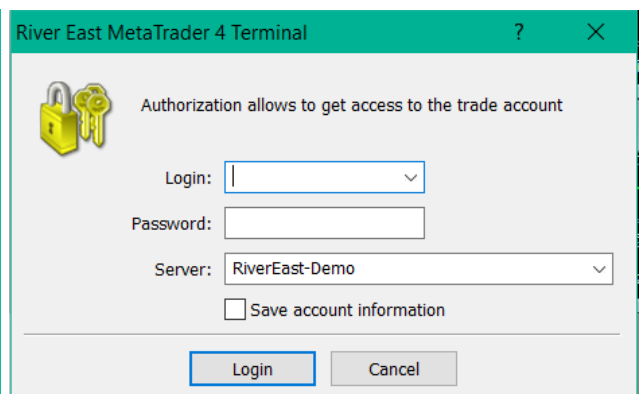 River East MetaTrader 4 Terminal ?
Authorization allows to get access to the trade account
Login:
Password:
Server: RiverEast-Demo
Save account information
Login Cancel